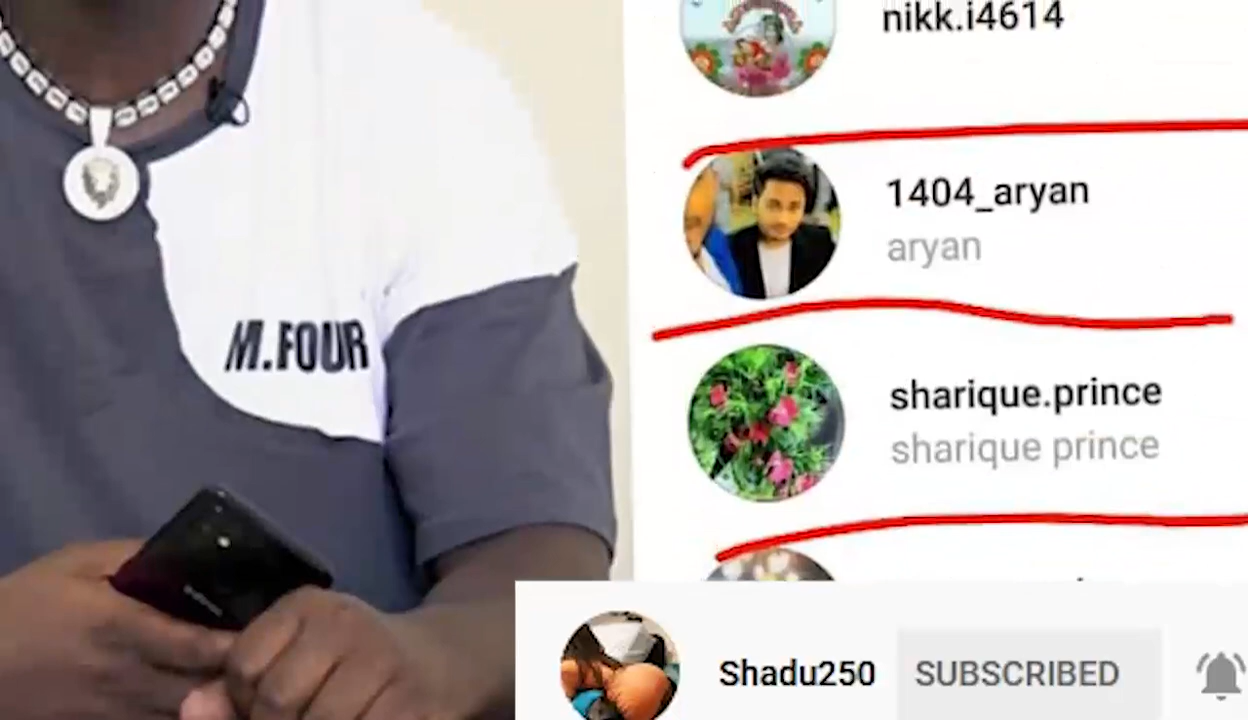 nikk.i4614
1404_aryan
aryan
sharique.prince
sharique prince
M.FOUR
Shadu250
SUBSCRIBED